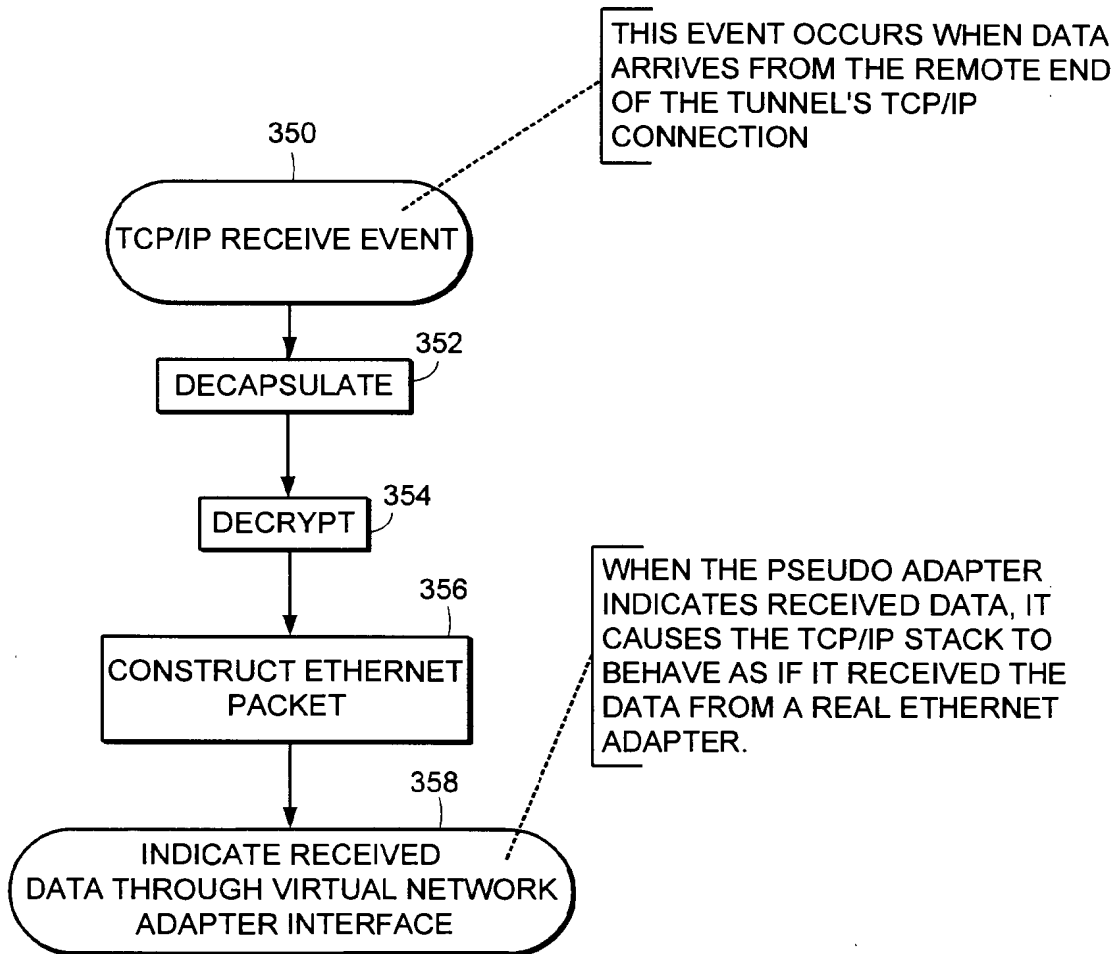 THIS EVENT OCCURS WHEN DATA
ARRIVES FROM THE REMOTE END
OF THE TUNNEL'S TCP/IP
CONNECTION
350
TCP/IP RECEIVE EVENT
352
DECAPSULATE
354
DECRYPT
356
CONSTRUCT ETHERNET
PACKET
WHEN THE PSEUDO ADAPTER
INDICATES RECEIVED DATA, IT
CAUSES THE TCP/IP STACK TO
BEHAVE AS IF IT RECEIVED THE
DATA FROM A REAL ETHERNET
ADAPTER.
358
INDICATE RECEIVED
DATA THROUGH VIRTUAL NETWORK
ADAPTER INTERFACE